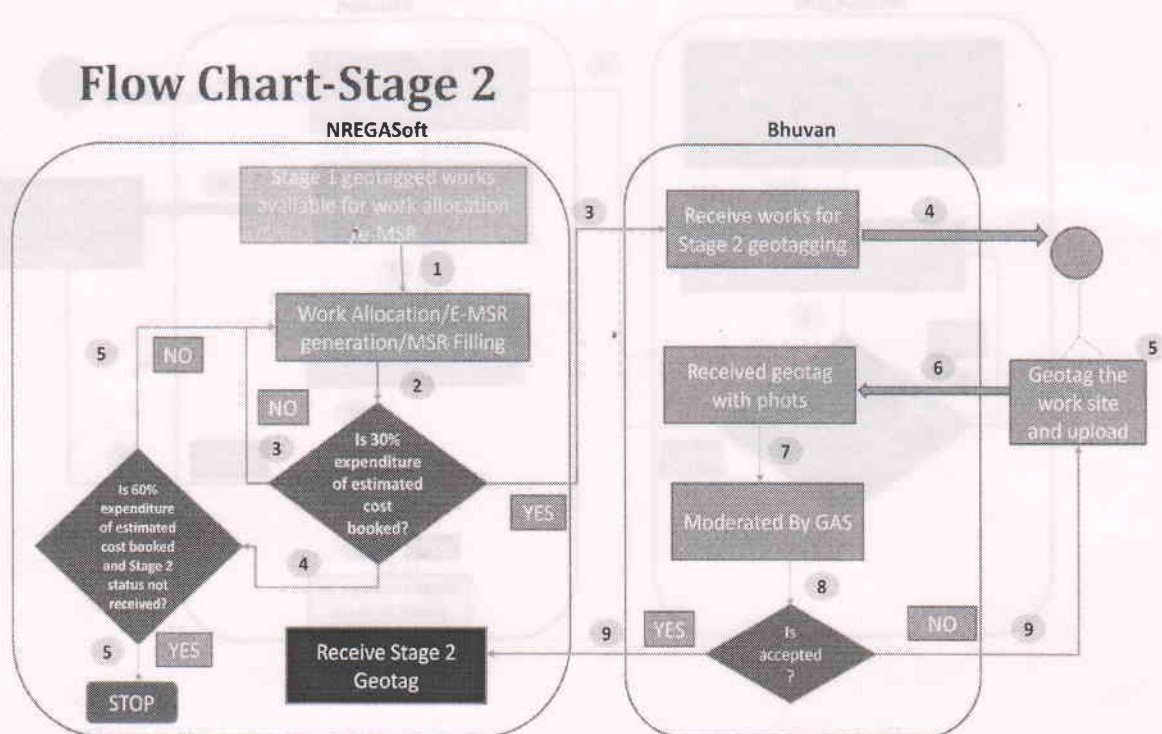 Flow Chart-Stage 2
NREGASoft
Stage 1 geotagged works
available for work allocation
/e-MSR
1
Work Allocation/E-MSR
generation/MSR Filling
2
5
NO
NO
3
Is 30%
expenditure
of estimated
cost
booked?
YES
4
Is 60%
expenditure
of estimated
cost booked
and Stage 2
status not
received?
5
YES
STOP
Receive Stage 2
Geotag
3
Bhuvan
Receive works for
Stage 2 geotagging
4
5
Geotag the
work site
and upload
6
Received geotag
with phots
7
Moderated By GAS
8
Is
accepted
?
YES
9
NO
9